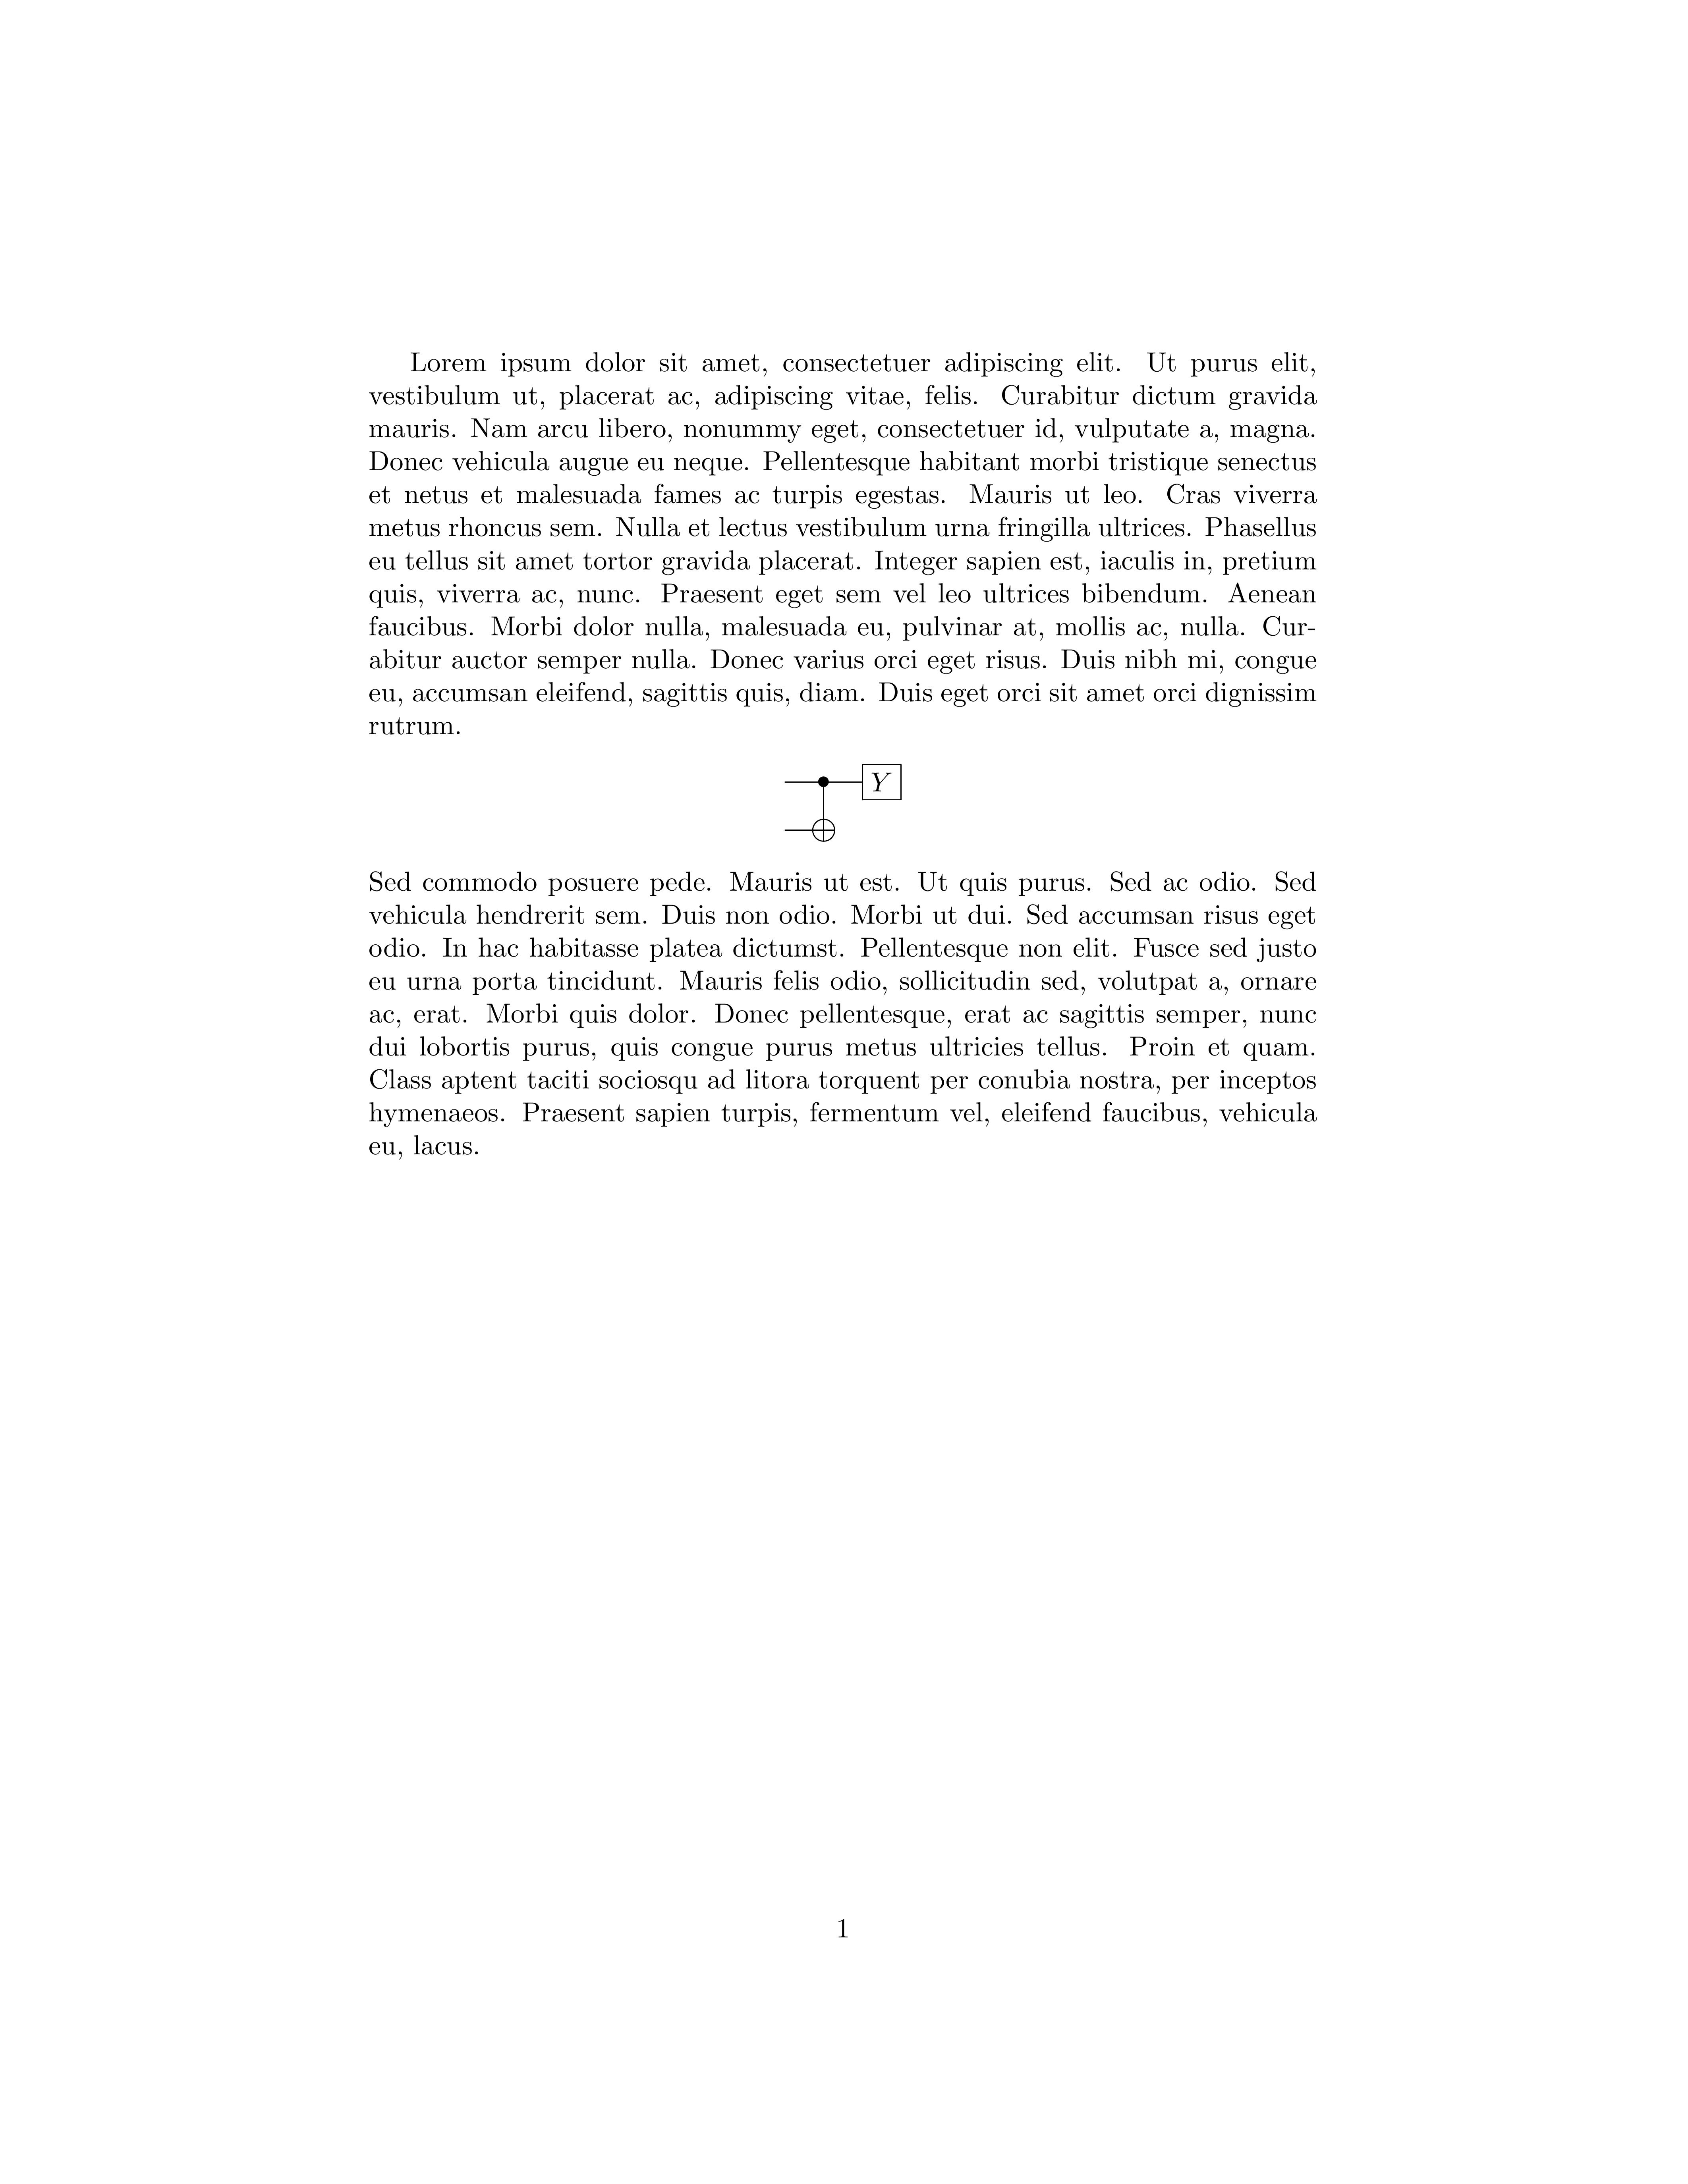 Lorem ipsum dolor sit amet, consectetuer adipiscing elit. Ut purus elit,
vestibulum ut, placerat ac, adipiscing vitae, felis. Curabitur dictum gravida
mauris. Nam arcu libero, nonummy eget, consectetuer id, vulputate a, magna.
Donec vehicula augue eu neque. Pellentesque habitant morbi tristique senectus
et netus et malesuada fames ac turpis egestas. Mauris ut leo. Cras viverra
metus rhoncus sem. Nulla et lectus vestibulum urna fringilla ultrices. Phasellus
eu tellus sit amet tortor gravida placerat. Integer sapien est, iaculis in, pretium
quis, viverra ac, nunc. Praesent eget sem vel leo ultrices bibendum. Aenean
faucibus. Morbi dolor nulla, malesuada eu, pulvinar at, mollis ac, nulla. Cur-
abitur auctor semper nulla. Donec varius orci eget risus. Duis nibh mi, congue
eu, accumsan eleifend, sagittis quis, diam. Duis eget orci sit amet orci dignissim
rutrum.
Y
Sed commodo posuere pede. Mauris ut est. Ut quis purus. Sed ac odio. Sed
vehicula hendrerit sem. Duis non odio. Morbi ut dui. Sed accumsan risus eget
odio. In hac habitasse platea dictumst. Pellentesque non elit. Fusce sed justo
eu urna porta tincidunt. Mauris felis odio, sollicitudin sed, volutpat a, ornare
ac, erat. Morbi quis dolor. Donec pellentesque, erat ac sagittis semper, nunc
dui lobortis purus, quis congue purus metus ultricies tellus. Proin et quam.
Class aptent taciti sociosqu ad litora torquent per conubia nostra, per inceptos
hymenaeos. Praesent sapien turpis, fermentum vel, eleifend faucibus, vehicula
eu, lacus.
1